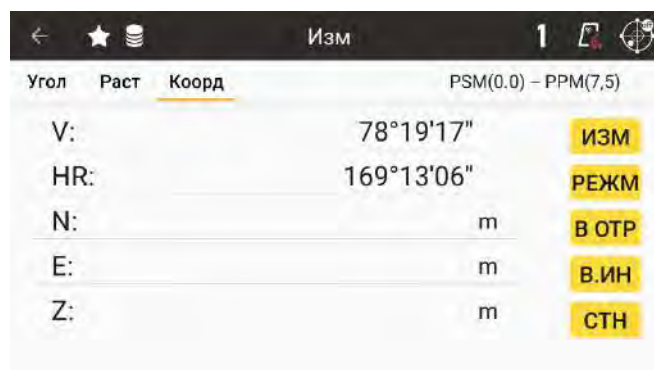 Изм 1
Угол Раст Коорд PSM(0.0) – PPM(7,5)
V: 78°19'17" ИЗМ
HR: 169°13'06" РЕЖМ
N: m В ОТР
E: m В.ИН
Z: m СТН